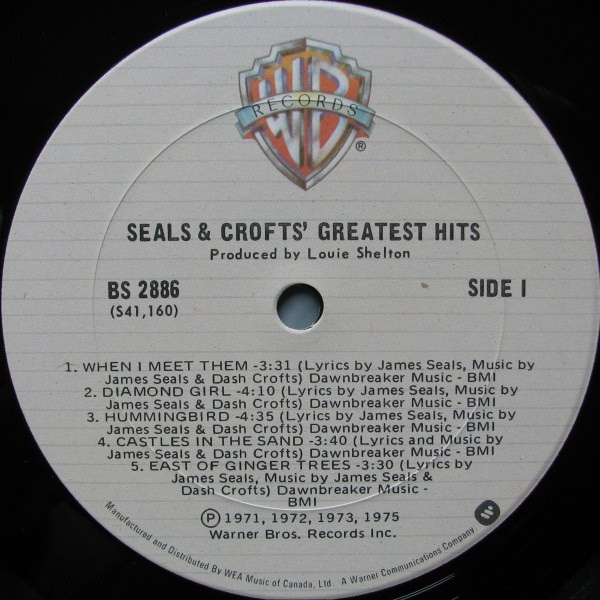 WB
RECORDS
®
SEALS & CROFTS' GREATEST HITS
Produced by Louie Shelton
BS 2886
(S41,160)
SIDE I
1. WHEN I MEET THEM -3:31 (Lyrics by James Seals, Music by
James Seals & Dash Crofts) Dawnbreaker Music - BMI
2. DIAMOND GIRL -4:10 (Lyrics by James Seals, Music by
James Seals & Dash Crofts) Dawnbreaker Music - BMI
3. HUMMINGBIRD -4:35 (Lyrics by James Seals, Music by
James Seals & Dash Crofts) Dawnbreaker Music - BMI
4. CASTLES IN THE SAND -3:40 (Lyrics and Music by
James Seals & Dash Crofts) Dawnbreaker Music - BMI
5. EAST OF GINGER TREES -3:30 (Lyrics by
James Seals, Music by James Seals &
Dash Crofts) Dawnbreaker Music -
BMI
℗ 1971, 1972, 1973, 1975
Warner Bros. Records Inc.
Manufactured and Distributed By WEA Music of Canada, Ltd. A Warner Communications Company